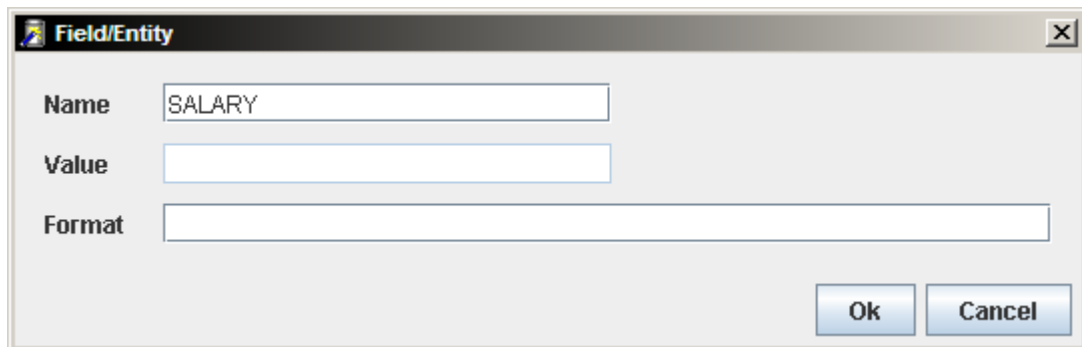 Field/Entity
Name SALARY
Value
Format
Ok Cancel